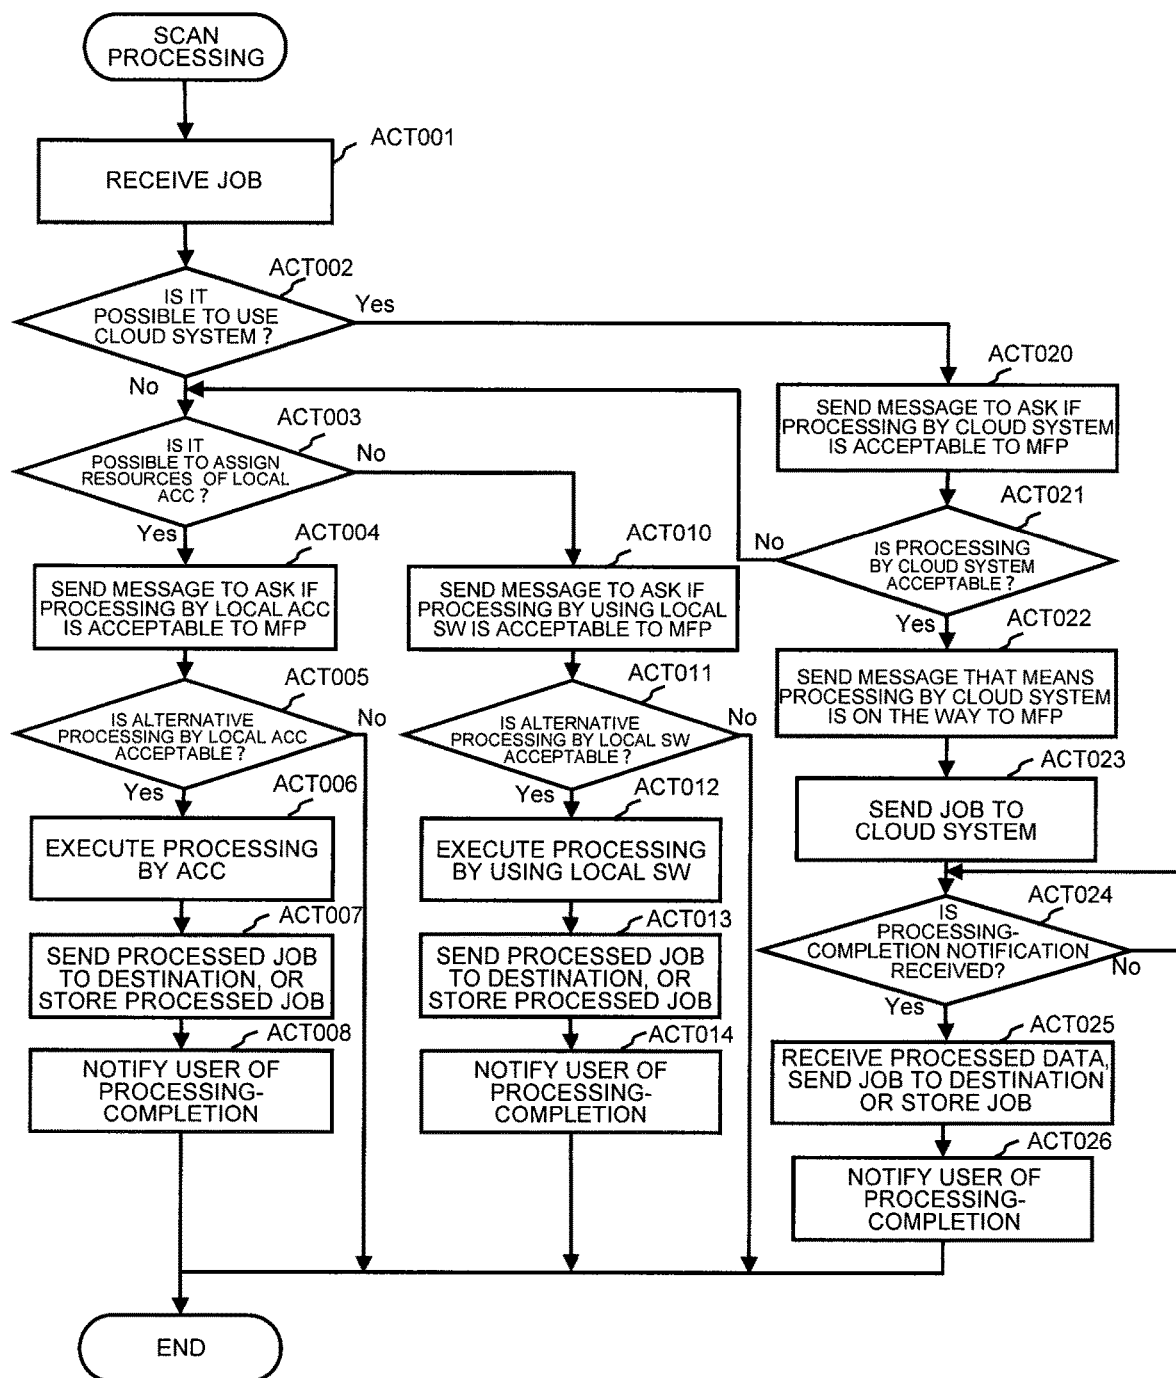 SCAN
PROCESSING
ACT001
RECEIVE JOB
ACT002
IS IT
POSSIBLE TO USE
CLOUD SYSTEM ?
Yes
No
ACT003
IS IT
POSSIBLE TO ASSIGN
RESOURCES OF LOCAL
ACC ?
No
Yes
ACT004
SEND MESSAGE TO ASK IF
PROCESSING BY LOCAL ACC
IS ACCEPTABLE TO MFP
ACT005
IS ALTERNATIVE
PROCESSING BY LOCAL ACC
ACCEPTABLE ?
No
Yes
ACT006
EXECUTE PROCESSING
BY ACC
ACT007
SEND PROCESSED JOB
TO DESTINATION, OR
STORE PROCESSED JOB
ACT008
NOTIFY USER OF
PROCESSING-
COMPLETION
ACT010
SEND MESSAGE TO ASK IF
PROCESSING BY USING LOCAL
SW IS ACCEPTABLE TO MFP
ACT011
IS ALTERNATIVE
PROCESSING BY LOCAL SW
ACCEPTABLE ?
No
Yes
ACT012
EXECUTE PROCESSING
BY USING LOCAL SW
ACT013
SEND PROCESSED JOB
TO DESTINATION, OR
STORE PROCESSED JOB
ACT014
NOTIFY USER OF
PROCESSING-
COMPLETION
ACT020
SEND MESSAGE TO ASK IF
PROCESSING BY CLOUD SYSTEM
IS ACCEPTABLE TO MFP
ACT021
No
IS PROCESSING
BY CLOUD SYSTEM
ACCEPTABLE ?
Yes
ACT022
SEND MESSAGE THAT MEANS
PROCESSING BY CLOUD SYSTEM
IS ON THE WAY TO MFP
ACT023
SEND JOB TO
CLOUD SYSTEM
ACT024
IS
PROCESSING-
COMPLETION NOTIFICATION
RECEIVED?
No
Yes
ACT025
RECEIVE PROCESSED DATA,
SEND JOB TO DESTINATION
OR STORE JOB
ACT026
NOTIFY USER OF
PROCESSING-
COMPLETION
END